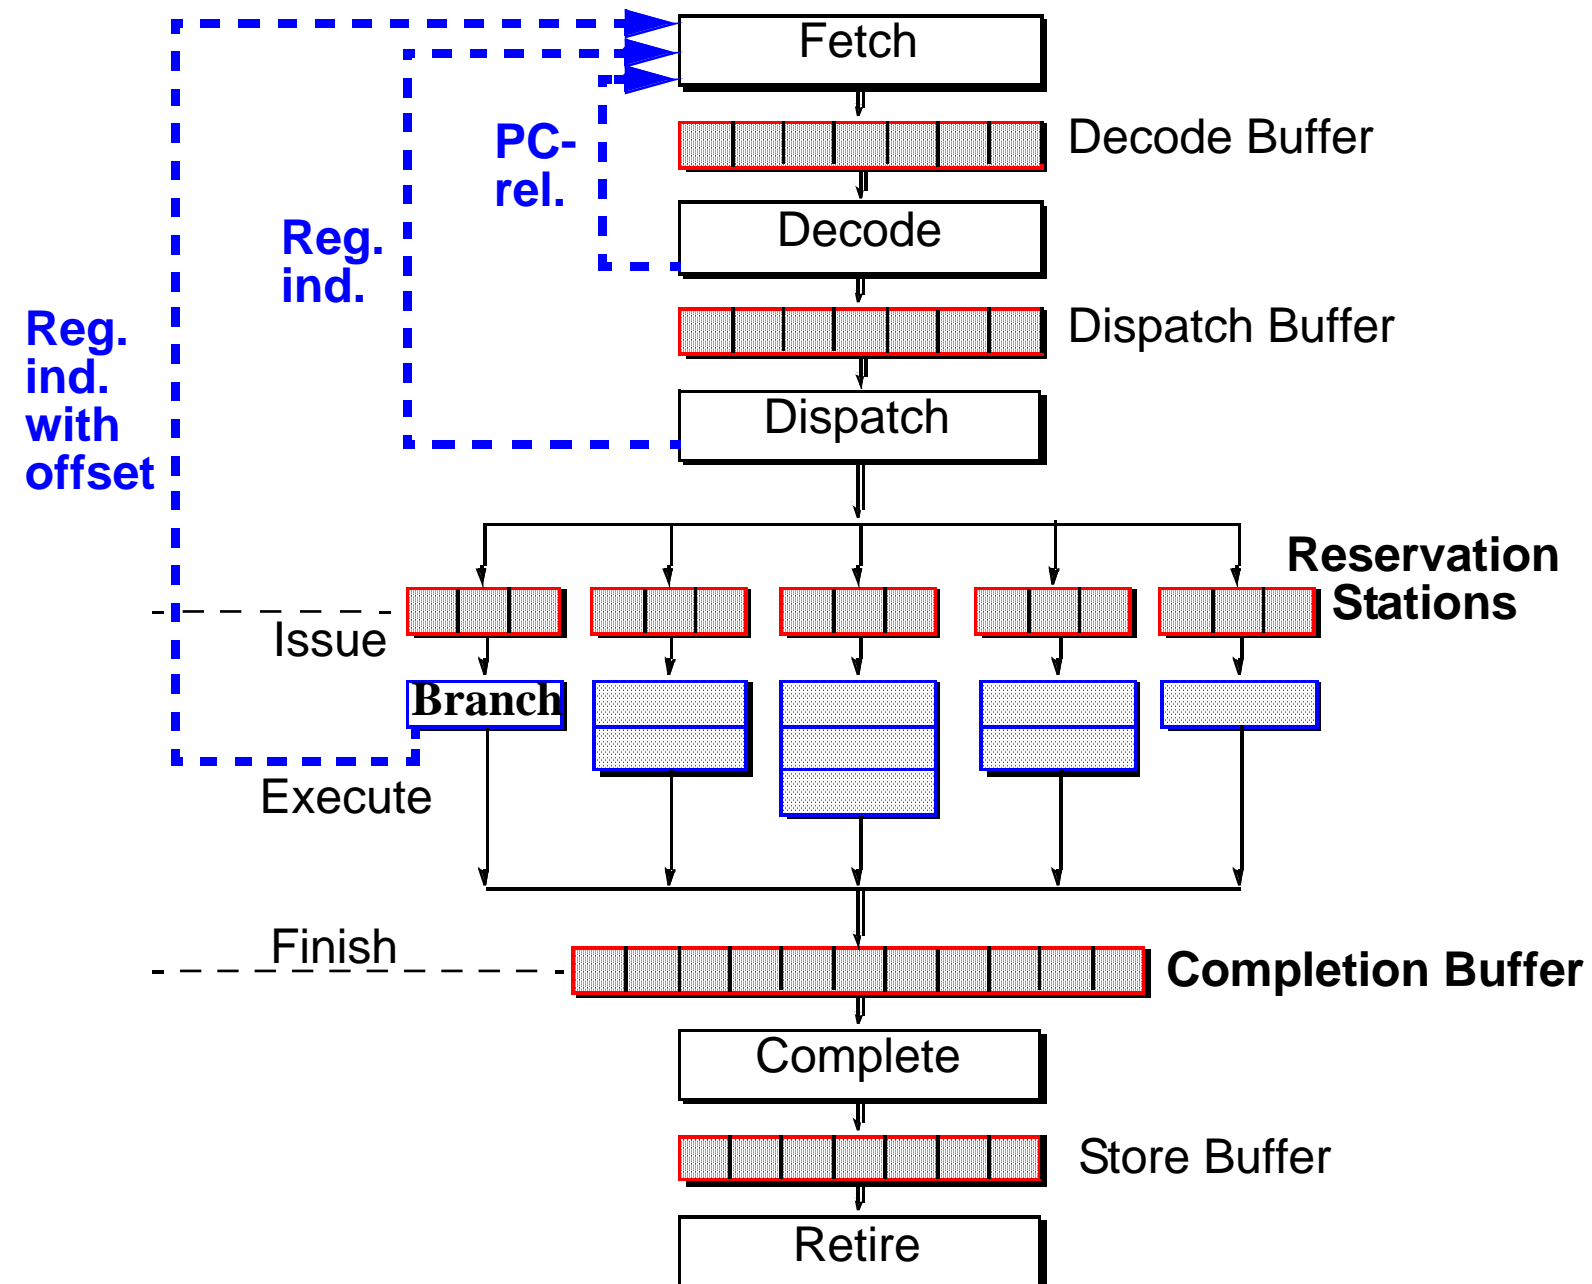 Fetch
PC-
rel.
Decode Buffer
Reg.
ind.
Decode
Reg.
ind.
with
offset
Dispatch Buffer
Dispatch
Reservation
Stations
Issue
Branch
Execute
Finish
Completion Buffer
Complete
Store Buffer
Retire